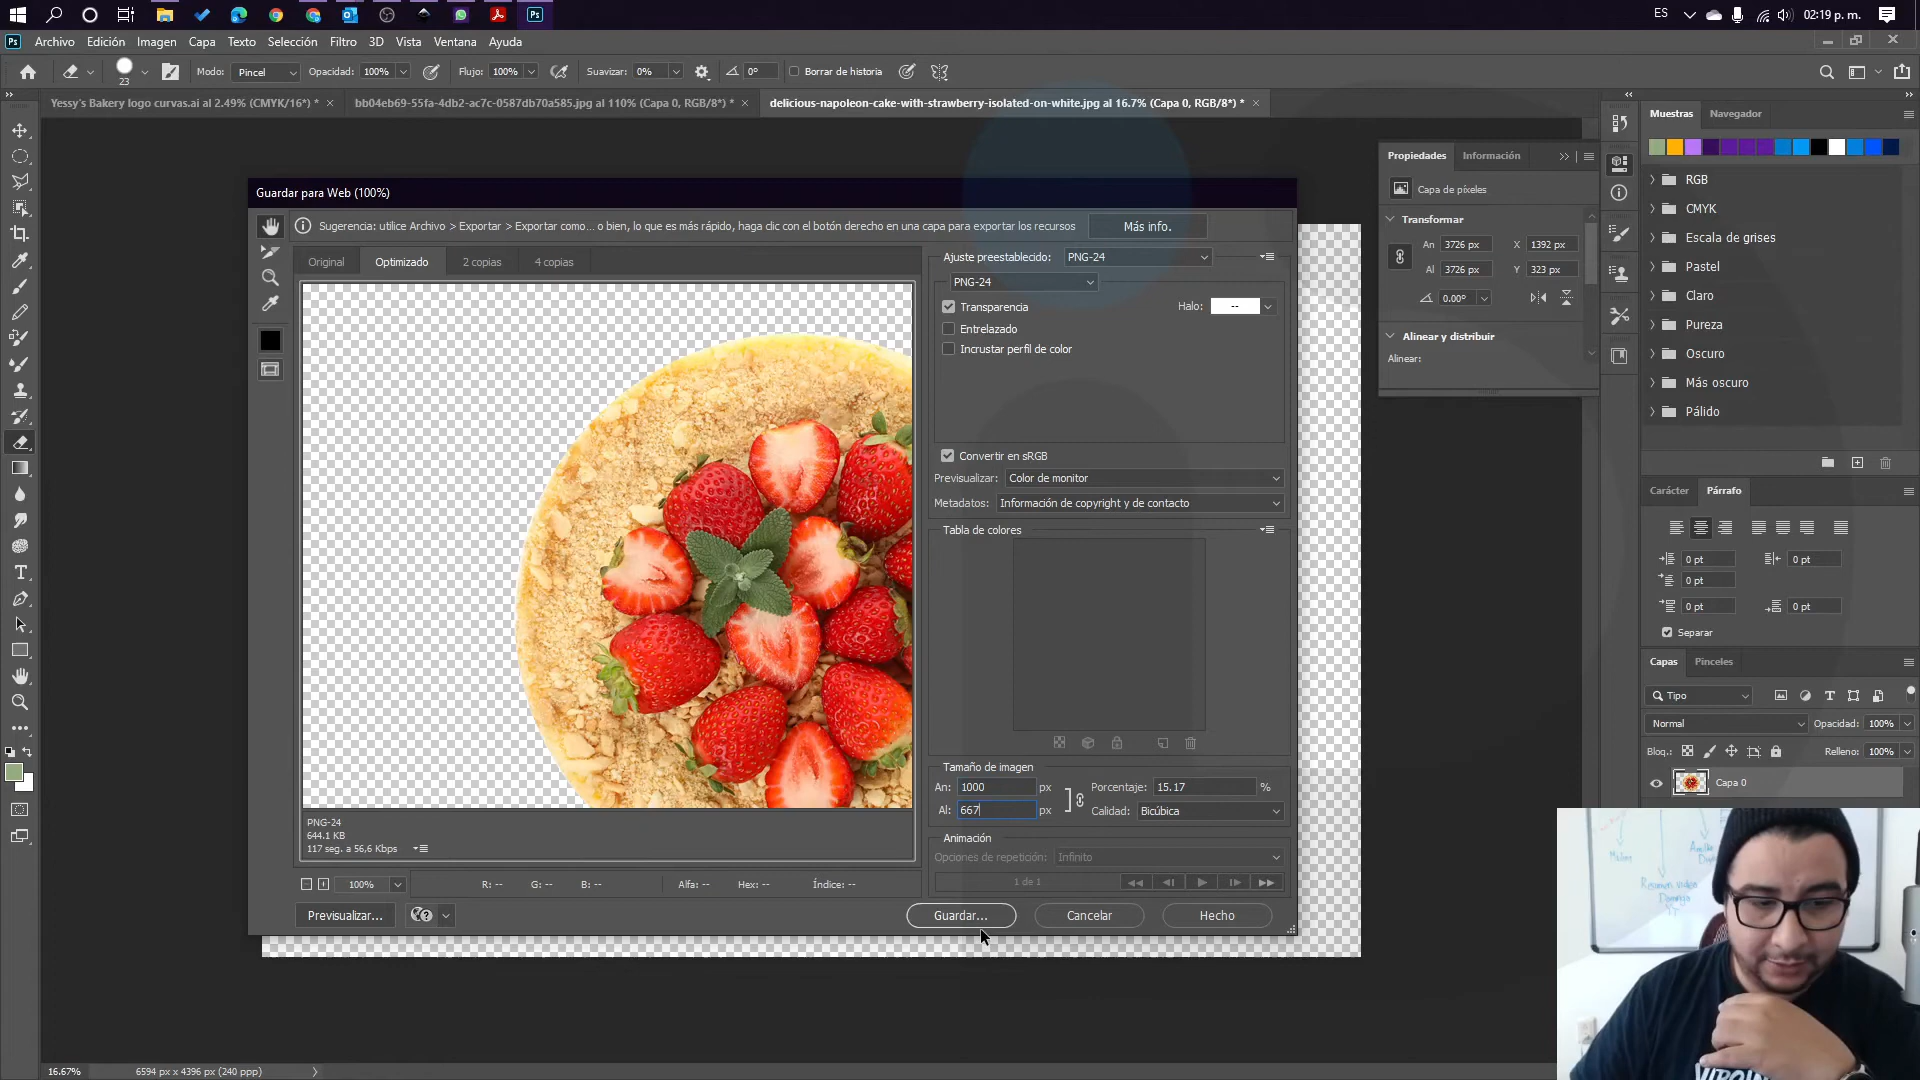 ES
02:19 p. m.
Ps
Archivo
Edición
Imagen
Capa
Texto
Selección
Filtro
3D
Vista
Ventana
Ayuda
23
Modo:
Pincel
Opacidad:
100%
Flujo:
100%
Suavizar:
0%
0°
Borrar de historia
Yessy's Bakery logo curvas.ai al 2.49% (CMYK/16*) *
bb04eb69-55fa-4db2-ac7c-0587db70a585.jpg al 110% (Capa 0, RGB/8*) *
delicious-napoleon-cake-with-strawberry-isolated-on-white.jpg al 16.7% (Capa 0, RGB/8*) *
Guardar para Web (100%)
Sugerencia: utilice Archivo > Exportar > Exportar como... o bien, lo que es más rápido, haga clic con el botón derecho en una capa para exportar los recursos
Más info.
Original
Optimizado
2 copias
4 copias
Ajuste preestablecido:
PNG-24
PNG-24
Transparencia
Halo:
--
Entrelazado
Incrustar perfil de color
Convertir en sRGB
Previsualizar:
Color de monitor
Metadatos:
Información de copyright y de contacto
Tabla de colores
Tamaño de imagen
An:
1000
px
Porcentaje:
15.17
%
Al:
667
px
Calidad:
Bicúbica
Animación
Opciones de repetición:
Infinito
1 de 1
PNG-24
644.1 KB
117 seg. a 56,6 Kbps
100%
R: --
G: --
B: --
Alfa: --
Hex: --
Índice: --
Previsualizar...
Guardar...
Cancelar
Hecho
Propiedades
Información
Capa de píxeles
Transformar
An
3726 px
X
1392 px
Al
3726 px
Y
323 px
0.00°
Alinear y distribuir
Alinear:
Muestras
Navegador
RGB
CMYK
Escala de grises
Pastel
Claro
Pureza
Oscuro
Más oscuro
Pálido
Carácter
Párrafo
0 pt
0 pt
0 pt
0 pt
0 pt
Separar
Capas
Pinceles
Tipo
Normal
Opacidad:
100%
Bloq.:
Relleno:
100%
Capa 0
16.67%
6594 px x 4396 px (240 ppp)